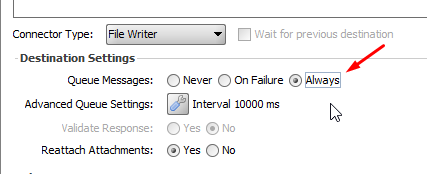 Connector Type: File Writer Wait for previous destination
Destination Settings
Queue Messages: Never On Failure Always
Advanced Queue Settings: Interval 10000 ms
Validate Response: Yes No
Reattach Attachments: Yes No